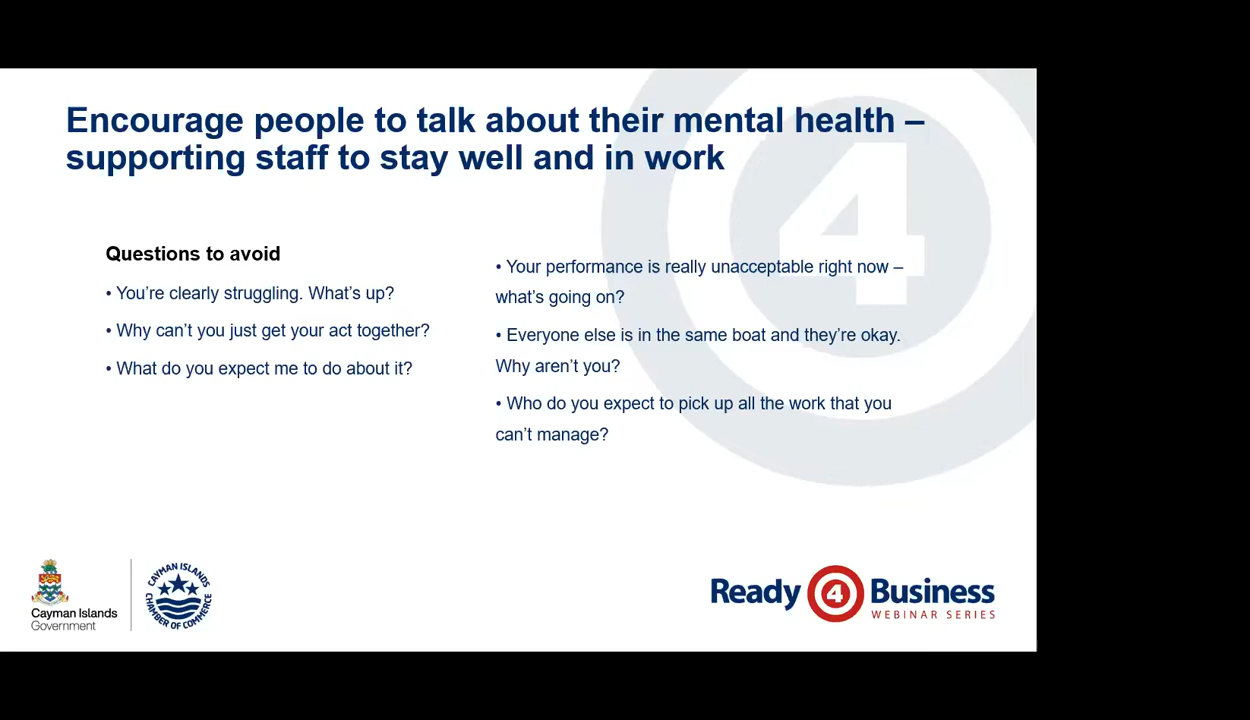 Encourage people to talk about their mental health –
supporting staff to stay well and in work
Questions to avoid
• You’re clearly struggling. What’s up?
• Why can’t you just get your act together?
• What do you expect me to do about it?
• Your performance is really unacceptable right now –
what’s going on?
• Everyone else is in the same boat and they’re okay.
Why aren’t you?
• Who do you expect to pick up all the work that you
can’t manage?
4
Cayman Islands
Government
CAYMAN ISLANDS
CHAMBER OF COMMERCE
Ready 4 Business
WEBINAR SERIES